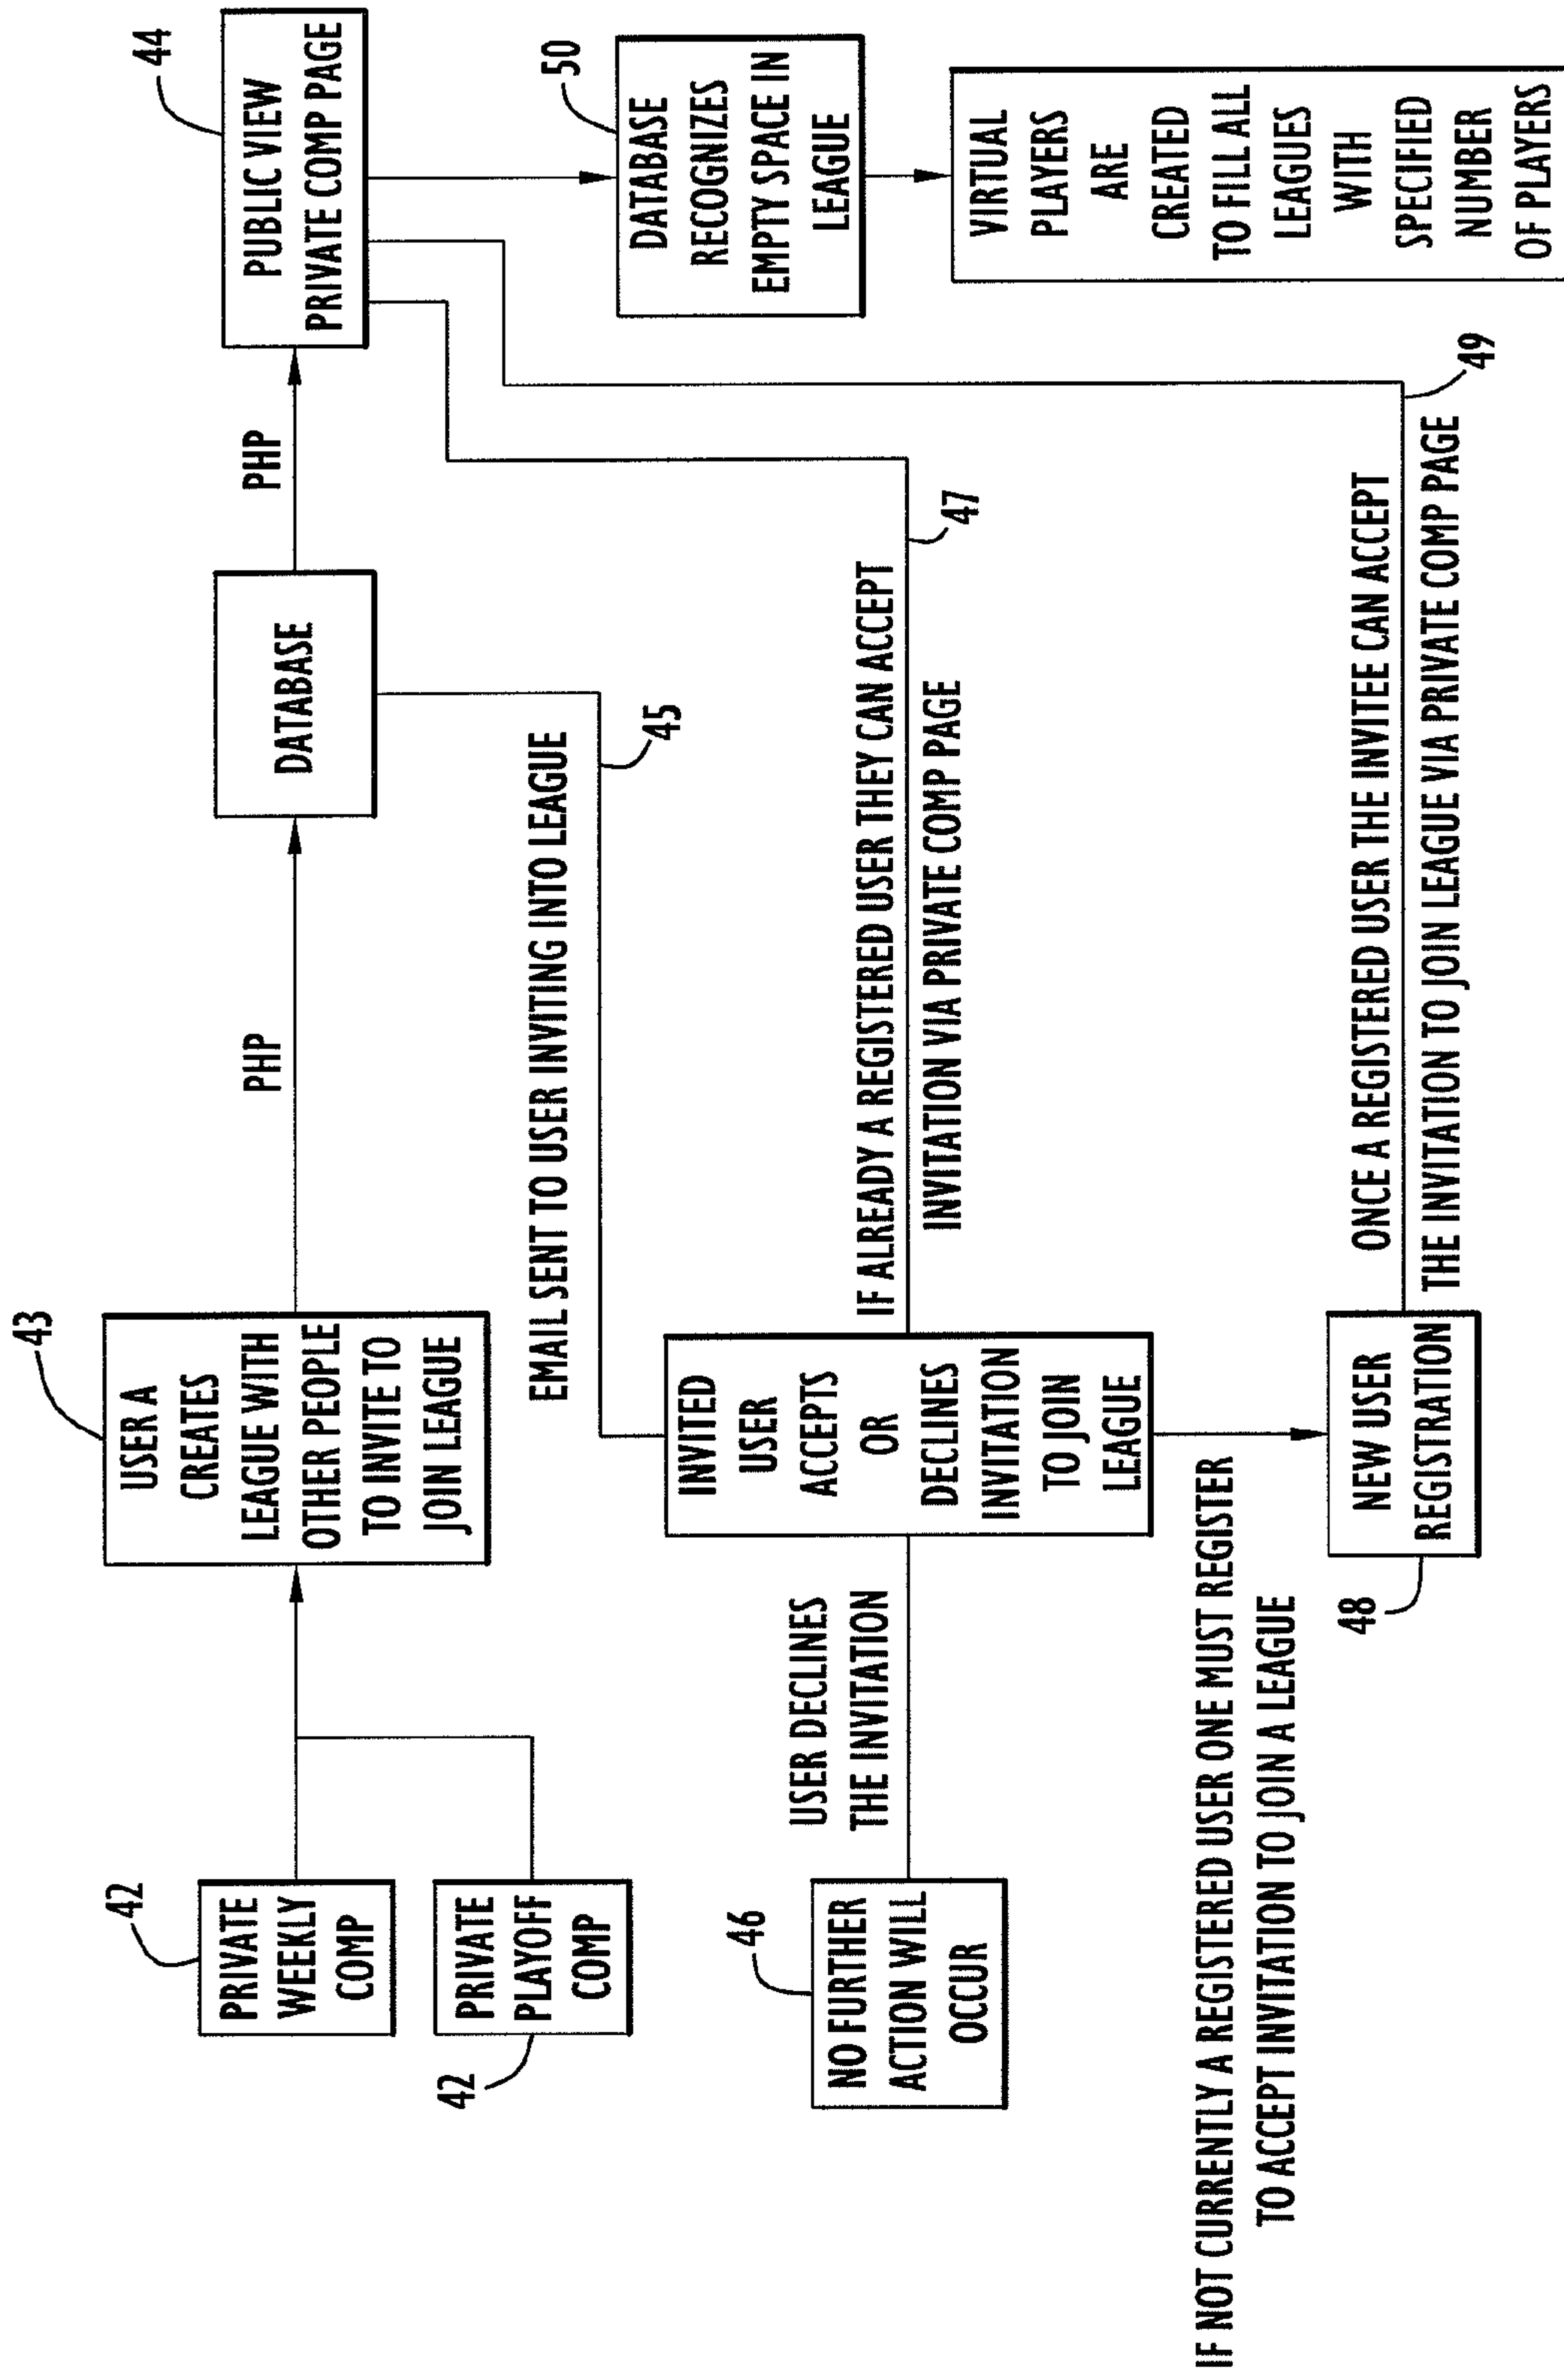 42
PRIVATE
WEEKLY
COMP
42
PRIVATE
PLAYOFF
COMP
43
USER A
CREATES
LEAGUE WITH
OTHER PEOPLE
TO INVITE TO
JOIN LEAGUE
PHP
DATABASE
PHP
44
PUBLIC VIEW
PRIVATE COMP PAGE
EMAIL SENT TO USER INVITING INTO LEAGUE
45
50
DATABASE
RECOGNIZES
EMPTY SPACE IN
LEAGUE
VIRTUAL
PLAYERS
ARE
CREATED
TO FILL ALL
LEAGUES
WITH
SPECIFIED
NUMBER
OF PLAYERS
46
NO FURTHER
ACTION WILL
OCCUR
USER DECLINES
THE INVITATION
INVITED
USER
ACCEPTS
OR
DECLINES
INVITATION
TO JOIN
LEAGUE
IF ALREADY A REGISTERED USER THEY CAN ACCEPT
INVITATION VIA PRIVATE COMP PAGE
47
IF NOT CURRENTLY A REGISTERED USER ONE MUST REGISTER
TO ACCEPT INVITATION TO JOIN A LEAGUE
48
NEW USER
REGISTRATION
ONCE A REGISTERED USER THE INVITEE CAN ACCEPT
THE INVITATION TO JOIN LEAGUE VIA PRIVATE COMP PAGE
49